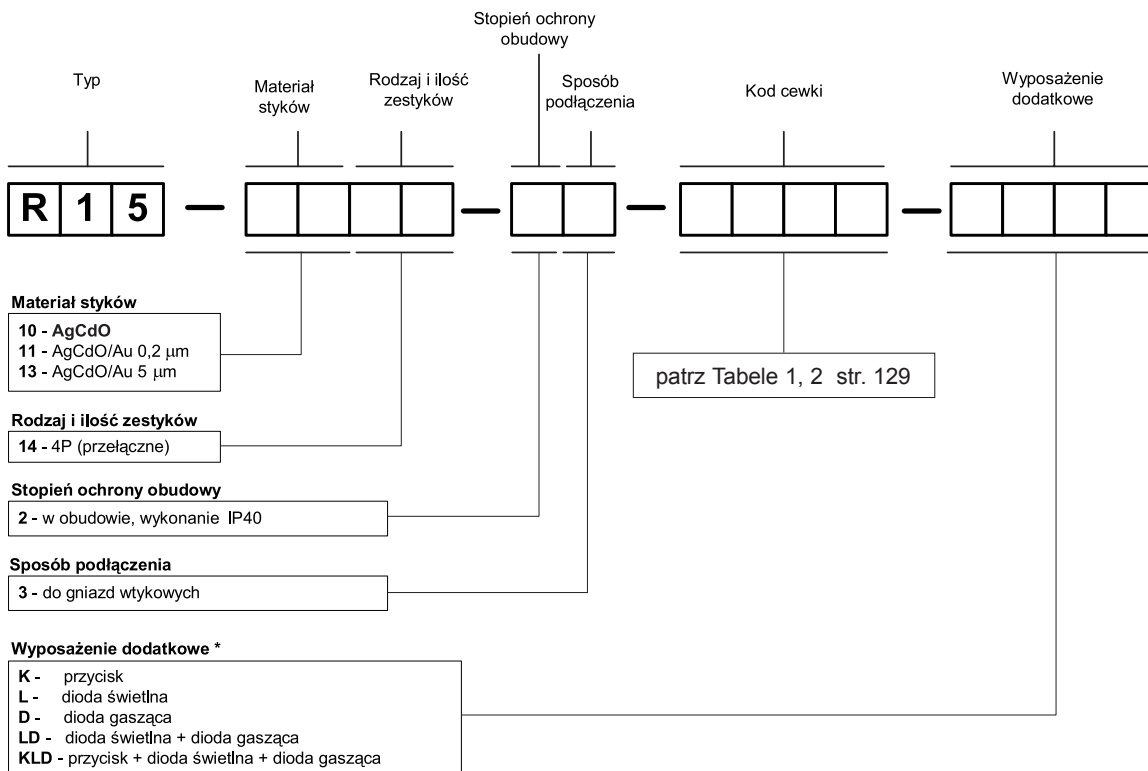 Stopień ochrony
obudowy
Typ
Materiał
styków
Rodzaj i ilość
zestyków
Sposób
podłączenia
Kod cewki
Wyposażenie
dodatkowe
R 1 5 — — — —
Materiał styków
10 - AgCdO
11 - AgCdO/Au 0,2 μm
13 - AgCdO/Au 5 μm
patrz Tabele 1, 2 str. 129
Rodzaj i ilość zestyków
14 - 4P (przełączne)
Stopień ochrony obudowy
2 - w obudowie, wykonanie IP40
Sposób podłączenia
3 - do gniazd wtykowych
Wyposażenie dodatkowe *
K - przycisk
L - dioda świetlna
D - dioda gasząca
LD - dioda świetlna + dioda gasząca
KLD - przycisk + dioda świetlna + dioda gasząca